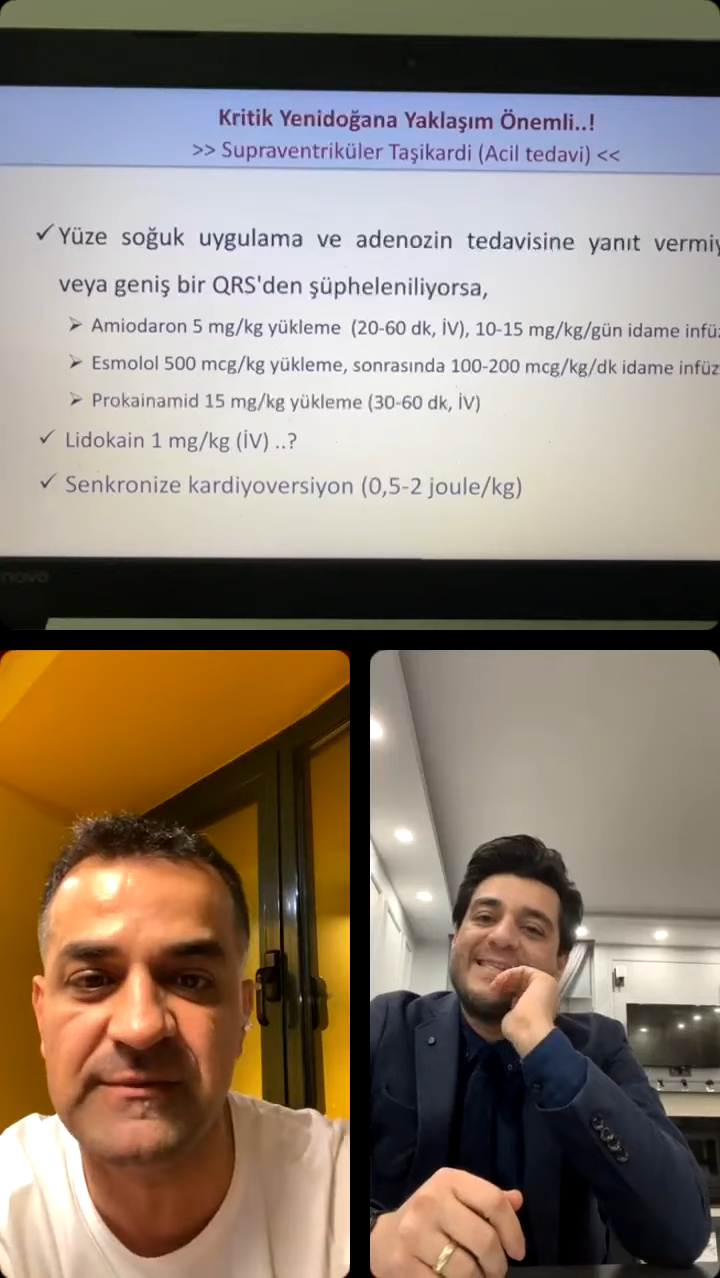 Kritik Yenidoğana Yaklaşım Önemli..!
>> Supraventriküler Taşikardi (Acil tedavi) <<
✓ Yüze soğuk uygulama ve adenozin tedavisine yanıt
veya geniş bir QRS'den şüpheleniliyorsa,
➤ Amiodaron 5 mg/kg yükleme (20-60 dk, İV), 10-15 mg/kg/gün idame
➤ Esmolol 500 mcg/kg yükleme, sonrasında 100-200 mcg/kg/dk idame
➤ Prokainamid 15 mg/kg yükleme (30-60 dk, İV)
✓ Lidokain 1 mg/kg (İV) ..?
✓ Senkronize kardiyoversiyon (0,5-2 joule/kg)